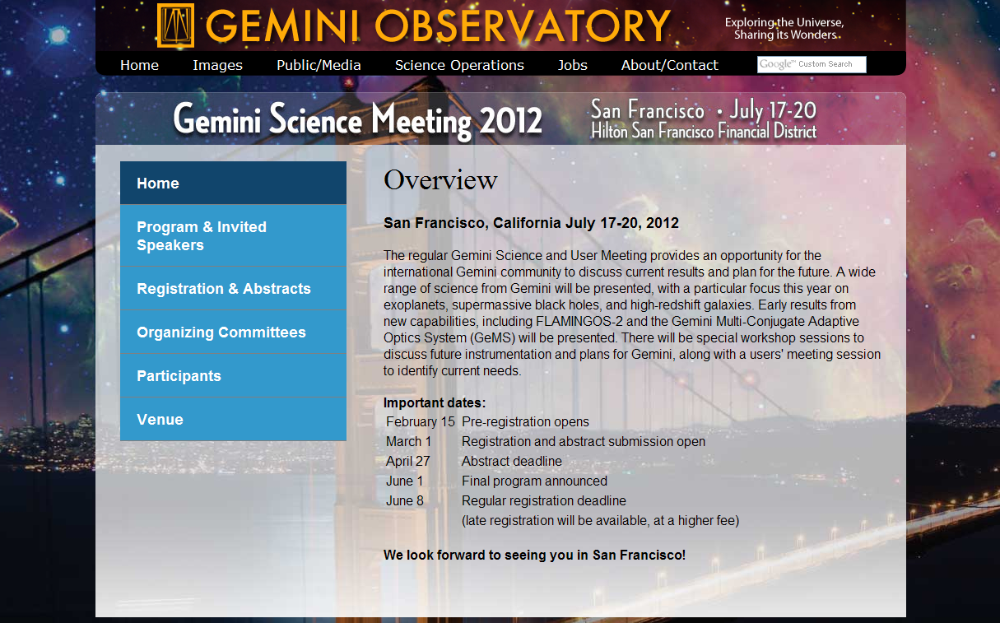 GEMINI OBSERVATORY
Exploring the Universe,
Sharing its Wonders
Home Images Public/Media Science Operations Jobs About/Contact Google™ Custom Search
Gemini Science Meeting 2012
San Francisco • July 17-20
Hilton San Francisco Financial District
Home
Program & Invited
Speakers
Registration & Abstracts
Organizing Committees
Participants
Venue
Overview
San Francisco, California July 17-20, 2012
The regular Gemini Science and User Meeting provides an opportunity for the
international Gemini community to discuss current results and plan for the future. A wide
range of science from Gemini will be presented, with a particular focus this year on
exoplanets, supermassive black holes, and high-redshift galaxies. Early results from
new capabilities, including FLAMINGOS-2 and the Gemini Multi-Conjugate Adaptive
Optics System (GeMS) will be presented. There will be special workshop sessions to
discuss future instrumentation and plans for Gemini, along with a users' meeting session
to identify current needs.
Important dates:
February 15 Pre-registration opens
March 1 Registration and abstract submission open
April 27 Abstract deadline
June 1 Final program announced
June 8 Regular registration deadline
(late registration will be available, at a higher fee)
We look forward to seeing you in San Francisco!